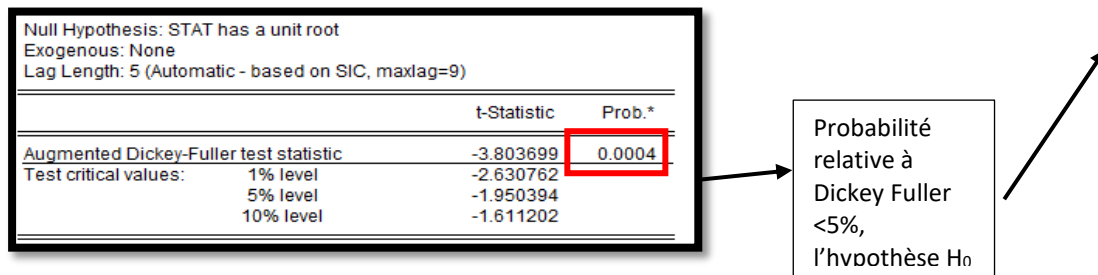 Null Hypothesis: STAT has a unit root
Exogenous: None
Lag Length: 5 (Automatic - based on SIC, maxlag=9)
t-Statistic Prob.*
Augmented Dickey-Fuller test statistic -3.803699 0.0004
Test critical values: 1% level -2.630762
5% level -1.950394
10% level -1.611202
Probabilité
relative à
Dickey Fuller
<5%,
l’hypothèse H₀